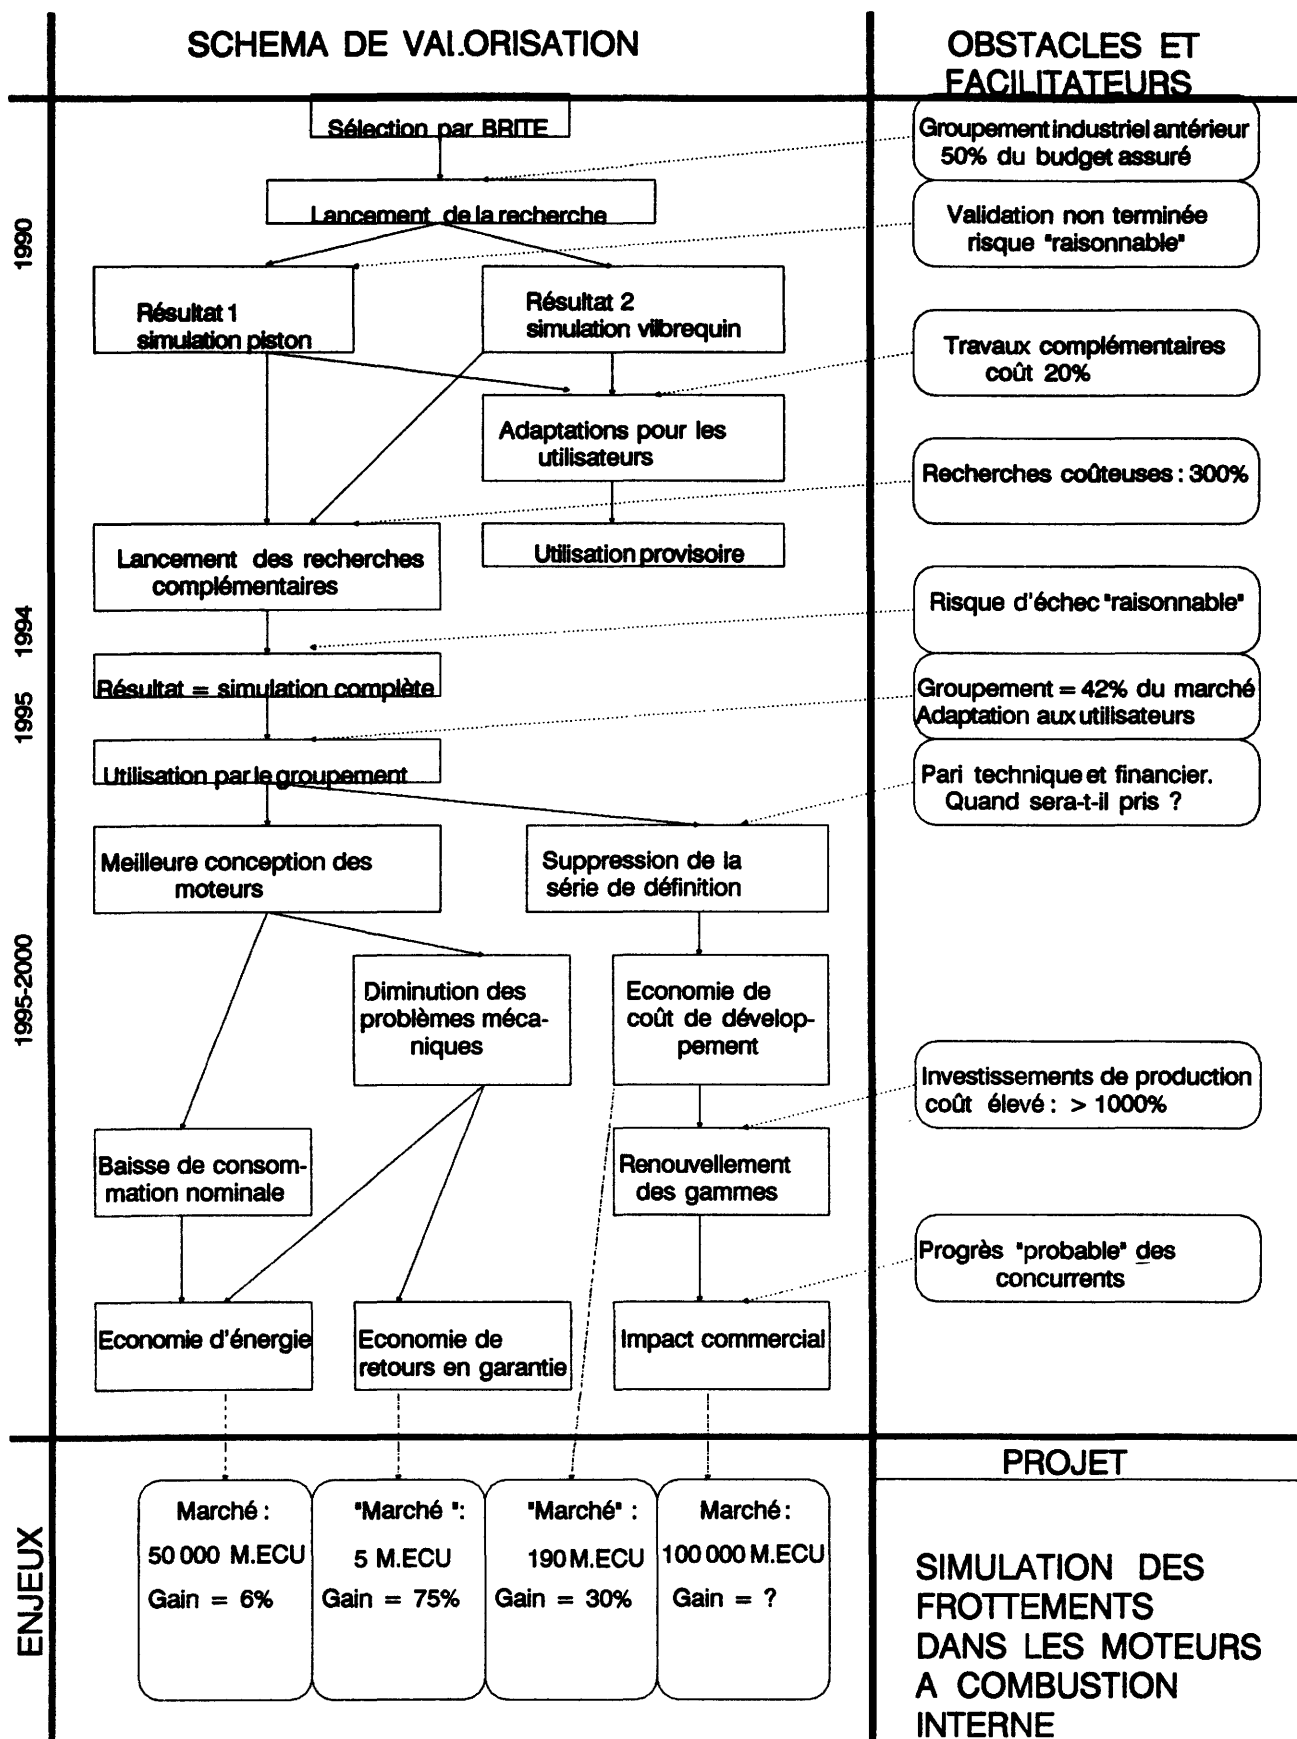 SCHEMA DE VALORISATION
OBSTACLES ET
FACILITATEURS
Sélection par BRITE
Groupement industriel antérieur
50% du budget assuré
Lancement de la recherche
Validation non terminée
risque "raisonnable"
1990
Résultat 1
simulation piston
Résultat 2
simulation vilbrequin
Travaux complémentaires
coût 20%
Adaptations pour les
utilisateurs
Recherches coûteuses : 300%
Lancement des recherches
complémentaires
Utilisation provisoire
Risque d'échec "raisonnable"
1994
Résultat = simulation complète
Groupement = 42% du marché
Adaptation aux utilisateurs
1995
Utilisation par le groupement
Pari technique et financier.
Quand sera-t-il pris ?
Meilleure conception des
moteurs
Suppression de la
série de définition
1995-2000
Diminution des
problèmes méca-
niques
Economie de
coût de dévelop-
pement
Investissements de production
coût élevé : > 1000%
Baisse de consom-
mation nominale
Renouvellement
des gammes
Progrès "probable" des
concurrents
Economie d'énergie
Economie de
retours en garantie
Impact commercial
ENJEUX
Marché :
50 000 M.ECU
Gain = 6%
"Marché ":
5 M.ECU
Gain = 75%
"Marché" :
190 M.ECU
Gain = 30%
Marché :
100 000 M.ECU
Gain = ?
PROJET
SIMULATION DES
FROTTEMENTS
DANS LES MOTEURS
A COMBUSTION
INTERNE